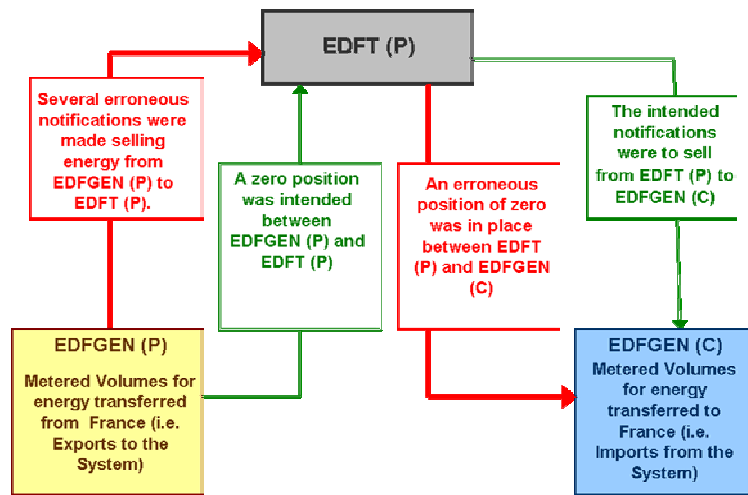 EDFT (P)
Several erroneous
notifications were
made selling
energy from
EDFGEN (P) to
EDFT (P).
A zero position
was intended
between
EDFGEN (P) and
EDFT (P)
An erroneous
position of zero
was in place
between EDFT
(P) and EDFGEN
(C)
The intended
notifications
were to sell
from EDFT (P) to
EDFGEN (C)
EDFGEN (P)
Metered Volumes for
energy transferred
from France (i.e.
Exports to the
System)
EDFGEN (C)
Metered Volumes
for energy
transferred to
France (i.e.
Imports from the
System)